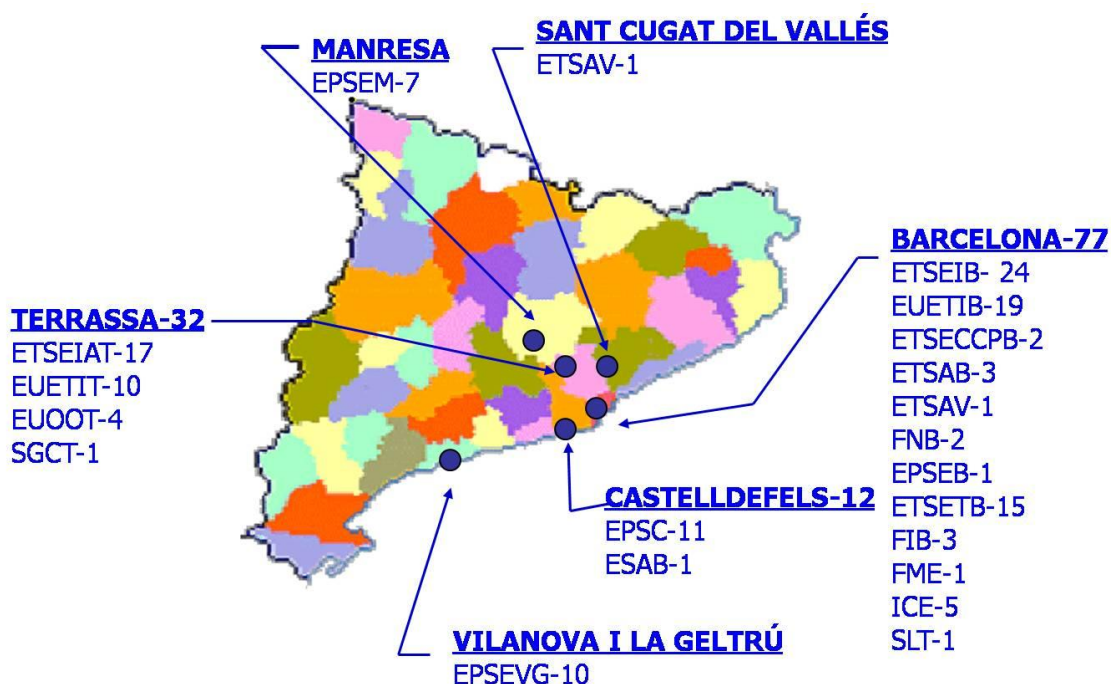 MANRESA
EPSEM-7
SANT CUGAT DEL VALLÉS
ETSAV-1
TERRASSA-32
ETSEIAT-17
EUETIT-10
EUOOT-4
SGCT-1
BARCELONA-77
ETSEIB- 24
EUETIB-19
ETSECCPB-2
ETSAB-3
ETSAV-1
FNB-2
EPSEB-1
ETSETB-15
FIB-3
FME-1
ICE-5
SLT-1
CASTELLDEFELS-12
EPSC-11
ESAB-1
VILANOVA I LA GELTRÚ
EPSEVG-10